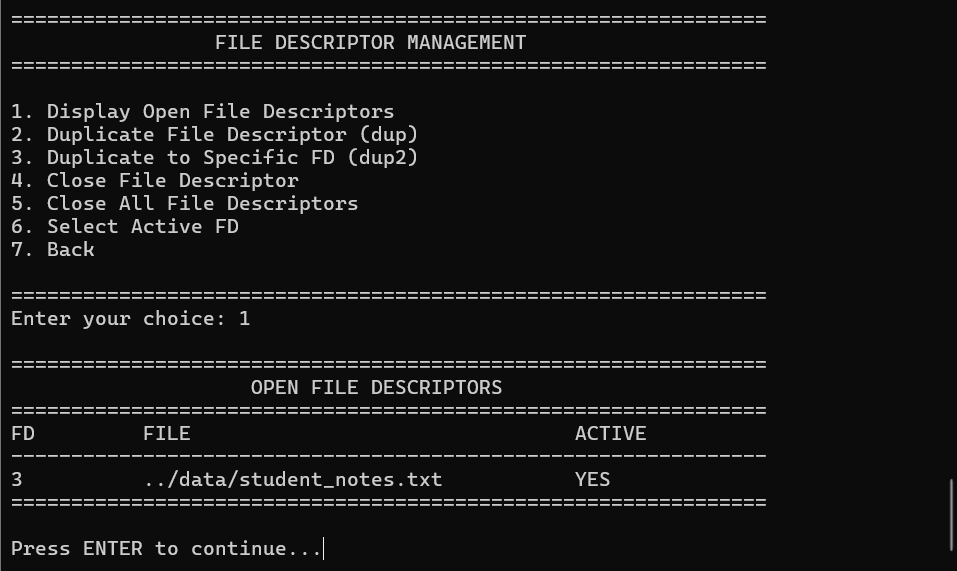 ===============================================================
FILE DESCRIPTOR MANAGEMENT
===============================================================
1. Display Open File Descriptors
2. Duplicate File Descriptor (dup)
3. Duplicate to Specific FD (dup2)
4. Close File Descriptor
5. Close All File Descriptors
6. Select Active FD
7. Back
===============================================================
Enter your choice: 1
===============================================================
OPEN FILE DESCRIPTORS
===============================================================
FD         FILE                                ACTIVE
---------------------------------------------------------------
3          ../data/student_notes.txt           YES
===============================================================
Press ENTER to continue...